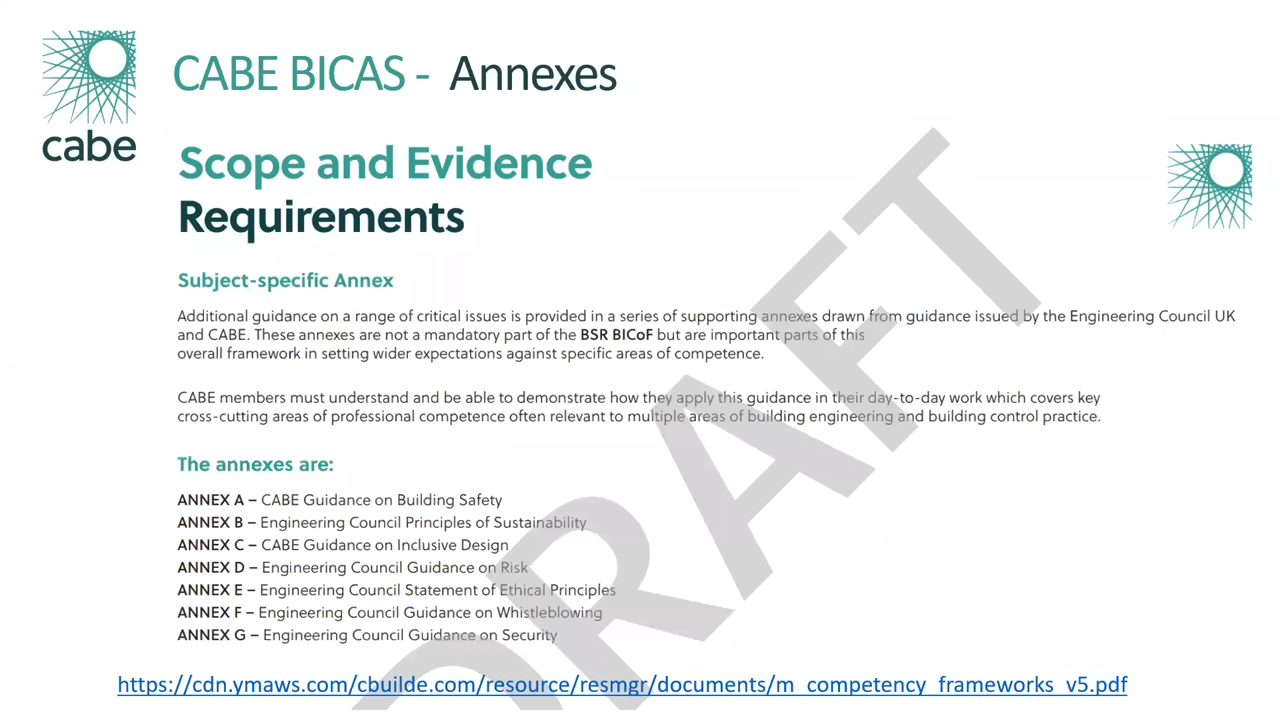 CABE BICAS - Annexes
cabe
Scope and Evidence
Requirements
Subject-specific Annex
Additional guidance on a range of critical issues is provided in a series of supporting annexes drawn from guidance issued by the Engineering Council UK
and CABE. These annexes are not a mandatory part of the BSR BICoF but are important parts of this
overall framework in setting wider expectations against specific areas of competence.
CABE members must understand and be able to demonstrate how they apply this guidance in their day-to-day work which covers key
cross-cutting areas of professional competence often relevant to multiple areas of building engineering and building control practice.
The annexes are:
ANNEX A – CABE Guidance on Building Safety
ANNEX B – Engineering Council Principles of Sustainability
ANNEX C – CABE Guidance on Inclusive Design
ANNEX D – Engineering Council Guidance on Risk
ANNEX E – Engineering Council Statement of Ethical Principles
ANNEX F – Engineering Council Guidance on Whistleblowing
ANNEX G – Engineering Council Guidance on Security
DRAFT
https://cdn.ymaws.com/cbuilde.com/resource/resmgr/documents/m_competency_frameworks_v5.pdf